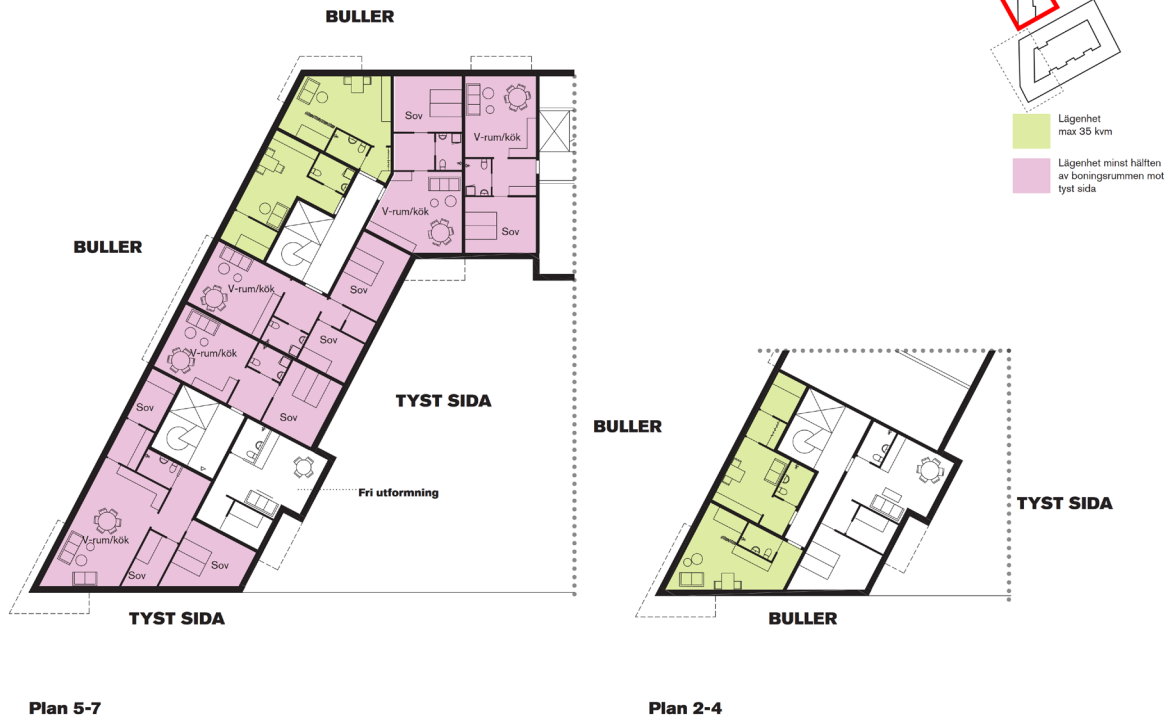 BULLER
Lägenhet
max 35 kvm
Lägenhet minst hälften
av boningsrummen mot
tyst sida
Sov
V-rum/kök
V-rum/kök
Sov
BULLER
V-rum/kök
Sov
Sov
V-rum/kök
Sov
Sov
TYST SIDA
BULLER
Fri utformning
TYST SIDA
V-rum/kök
Sov
Sov
TYST SIDA
BULLER
Plan 5-7
Plan 2-4